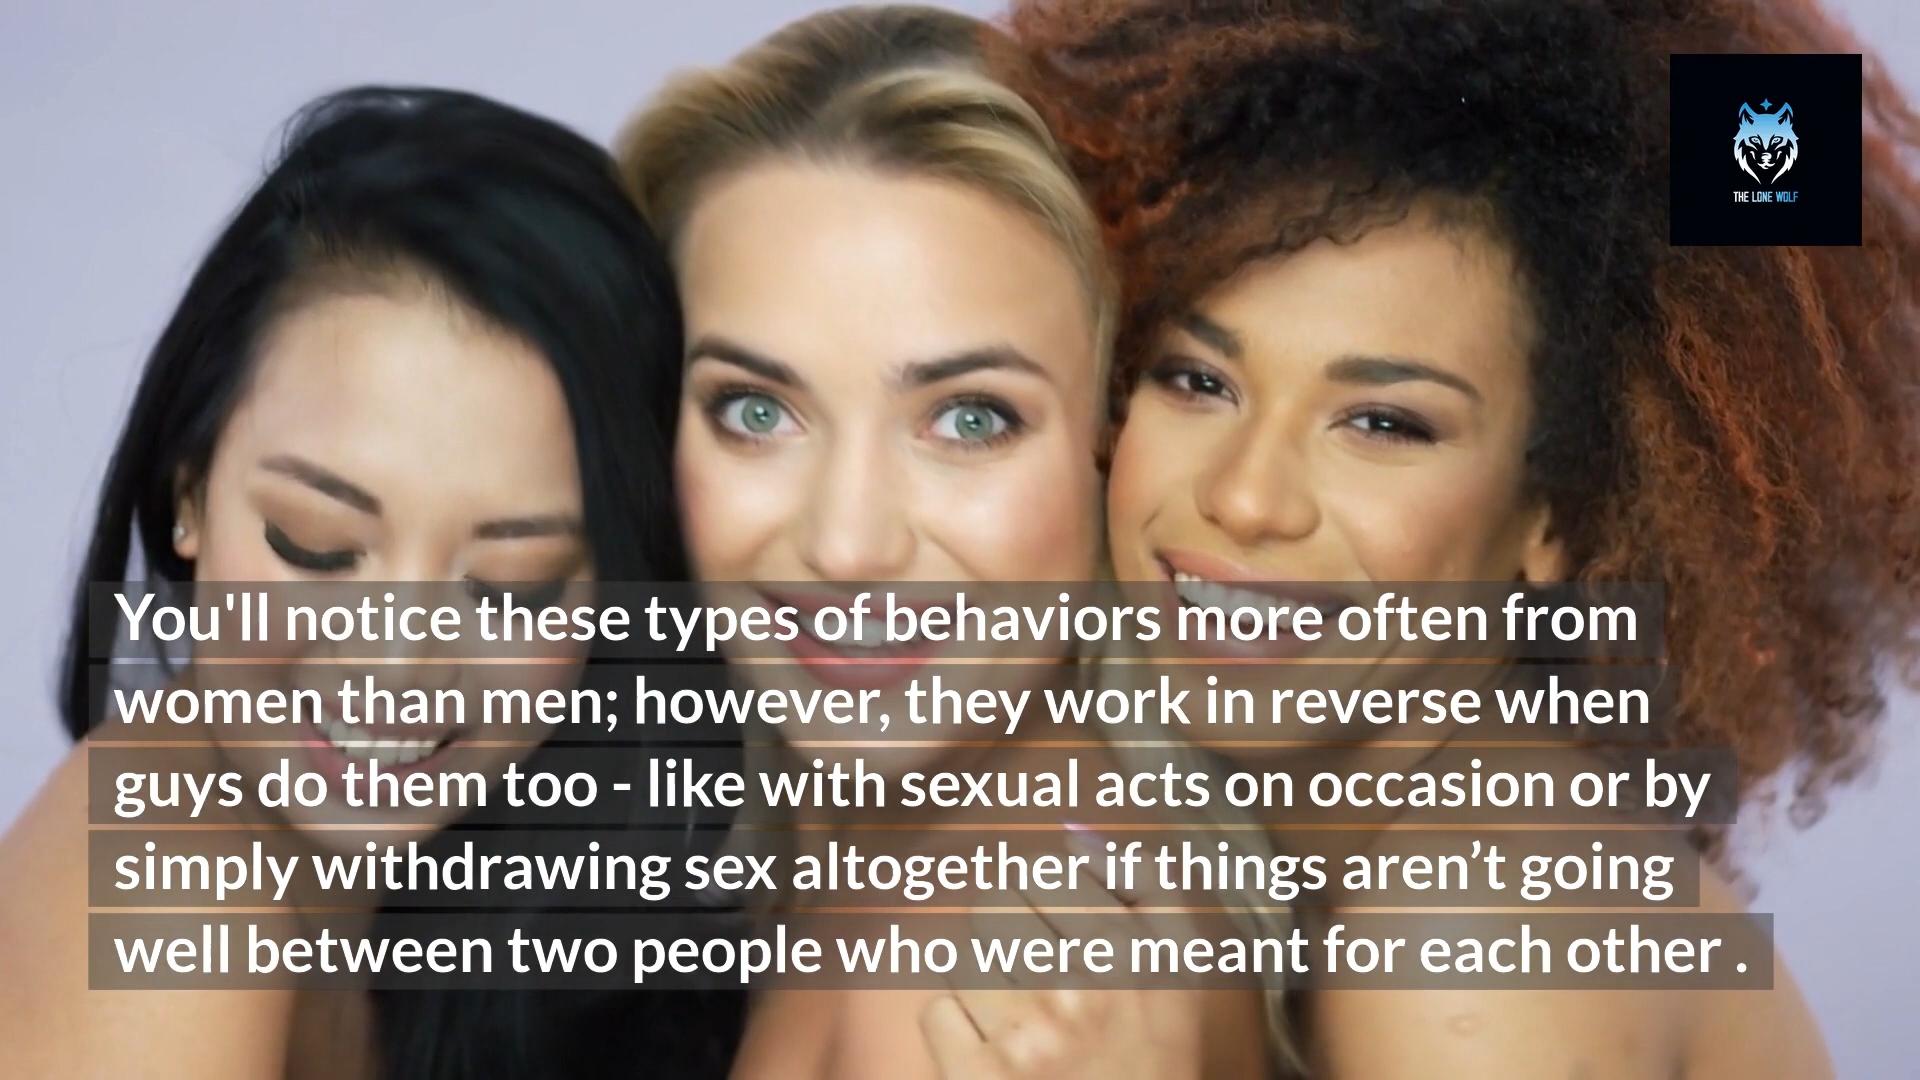 THE LONE WOLF
You'll notice these types of behaviors more often from
women than men; however, they work in reverse when
guys do them too - like with sexual acts on occasion or by
simply withdrawing sex altogether if things aren’t going
well between two people who were meant for each other .